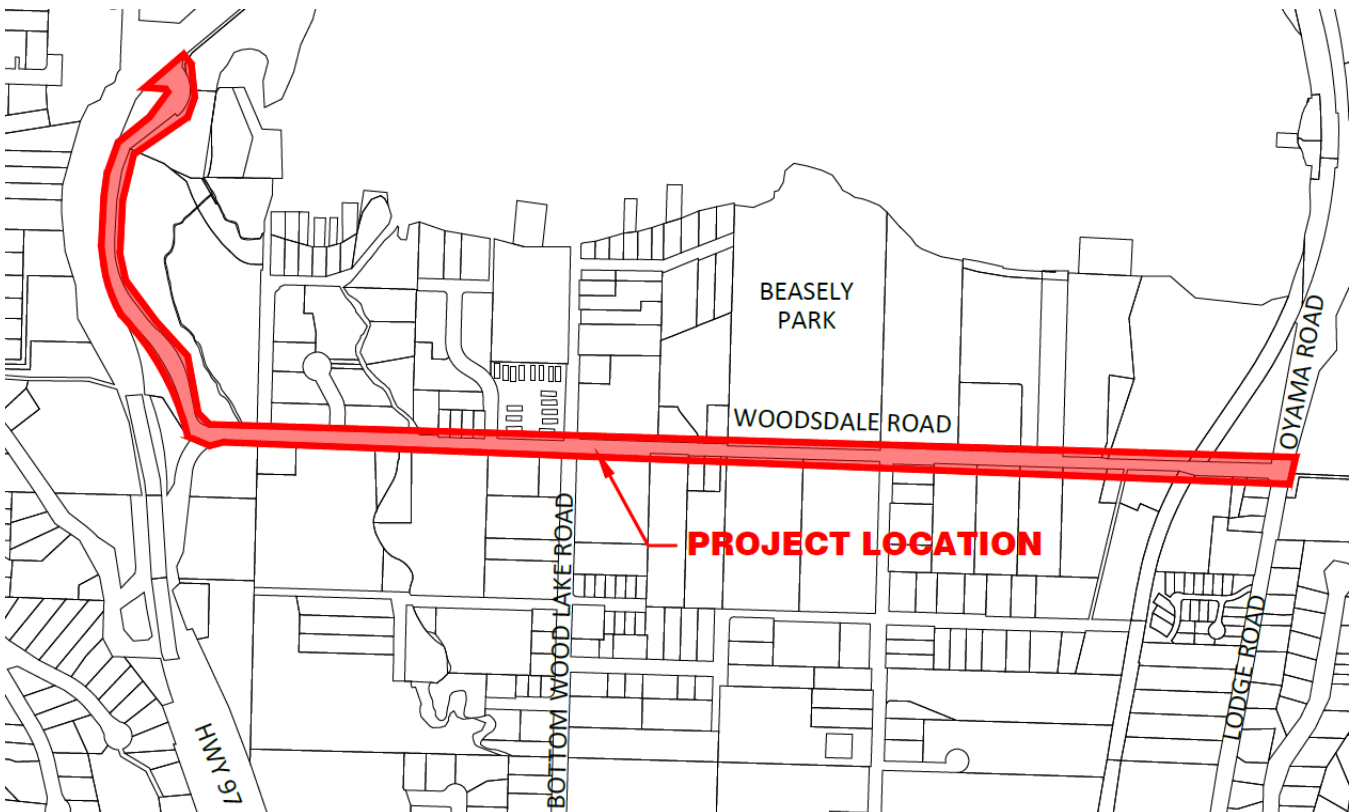 BEASELY
PARK
OYAMA ROAD
WOODSDALE ROAD
PROJECT LOCATION
BOTTOM WOOD LAKE ROAD
LODGE ROAD
HWY 97